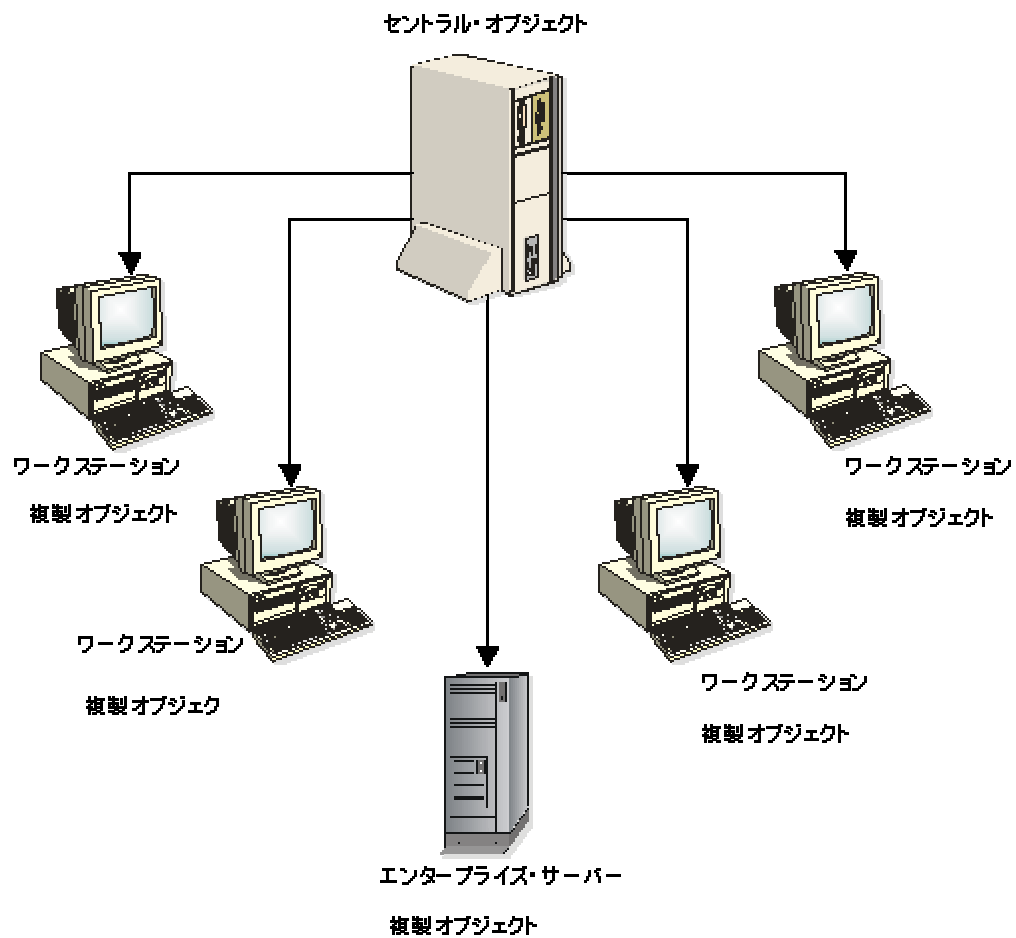 セントラル・オブジェクト
ワークステーション
複製オブジェクト
ワークステーション
複製オブジェクト
ワークステーション
複製オブジェク
ワークステーション
複製オブジェクト
エンタープライズ・サーバー
複製オブジェクト